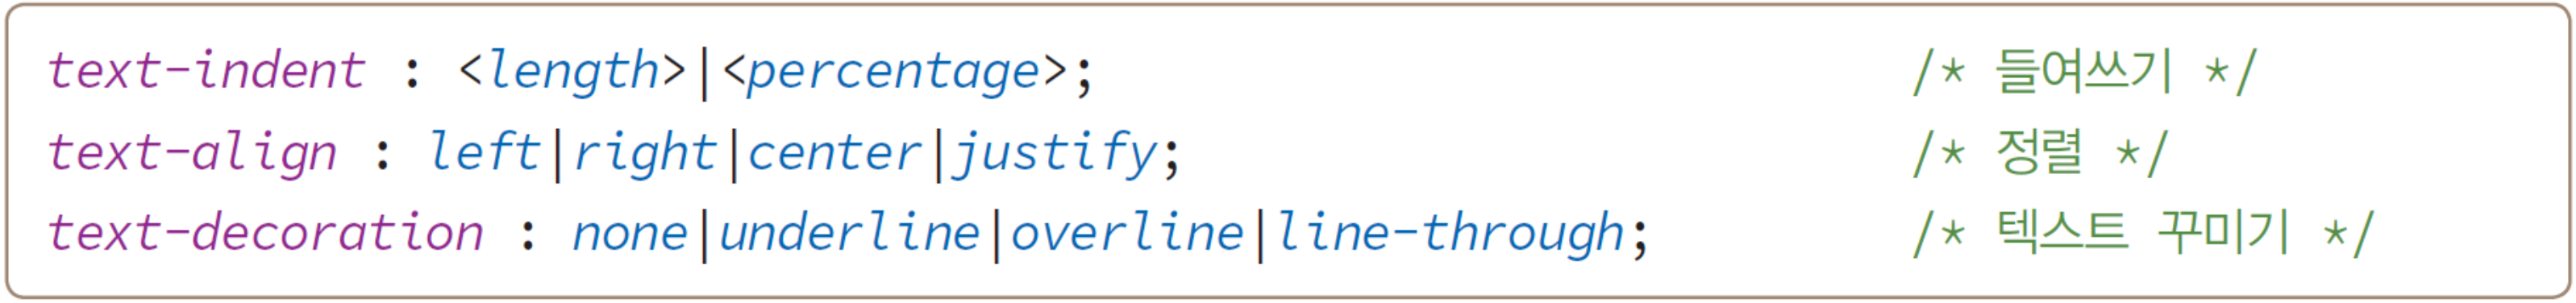 text-indent : <length>|<percentage>; /* 들여쓰기 */
text-align : left|right|center|justify; /* 정렬 */
text-decoration : none|underline|overline|line-through; /* 텍스트 꾸미기 */